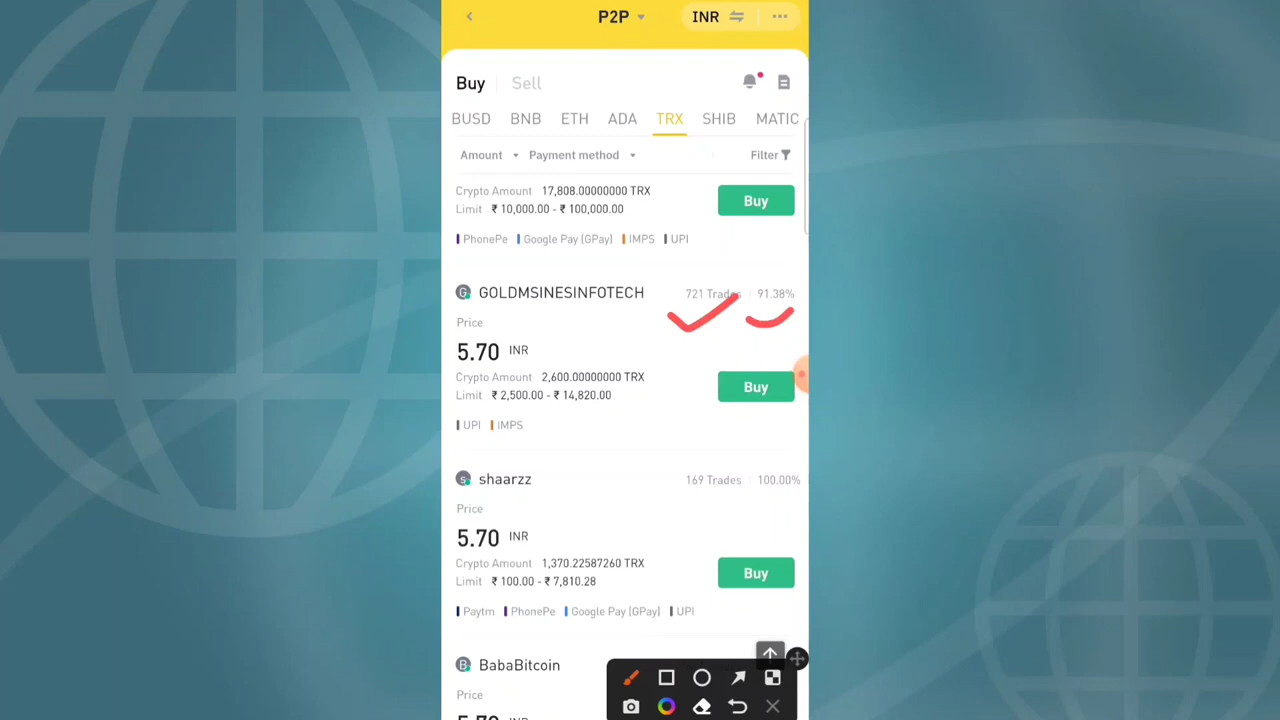 P2P INR
Buy Sell
BUSD BNB ETH ADA TRX SHIB MATIC
Amount Payment method Filter
Crypto Amount 17,808.00000000 TRX
Limit ₹ 10,000.00 - ₹ 100,000.00
Buy
PhonePe Google Pay (GPay) IMPS UPI
G GOLDMSINESINFOTECH 721 Trades 91.38%
Price
5.70 INR
Crypto Amount 2,600.00000000 TRX
Limit ₹ 2,500.00 - ₹ 14,820.00
Buy
UPI IMPS
S shaarzz 169 Trades 100.00%
Price
5.70 INR
Crypto Amount 1,370.22587260 TRX
Limit ₹ 100.00 - ₹ 7,810.28
Buy
Paytm PhonePe Google Pay (GPay) UPI
B BabaBitcoin
Price
5.70 INR